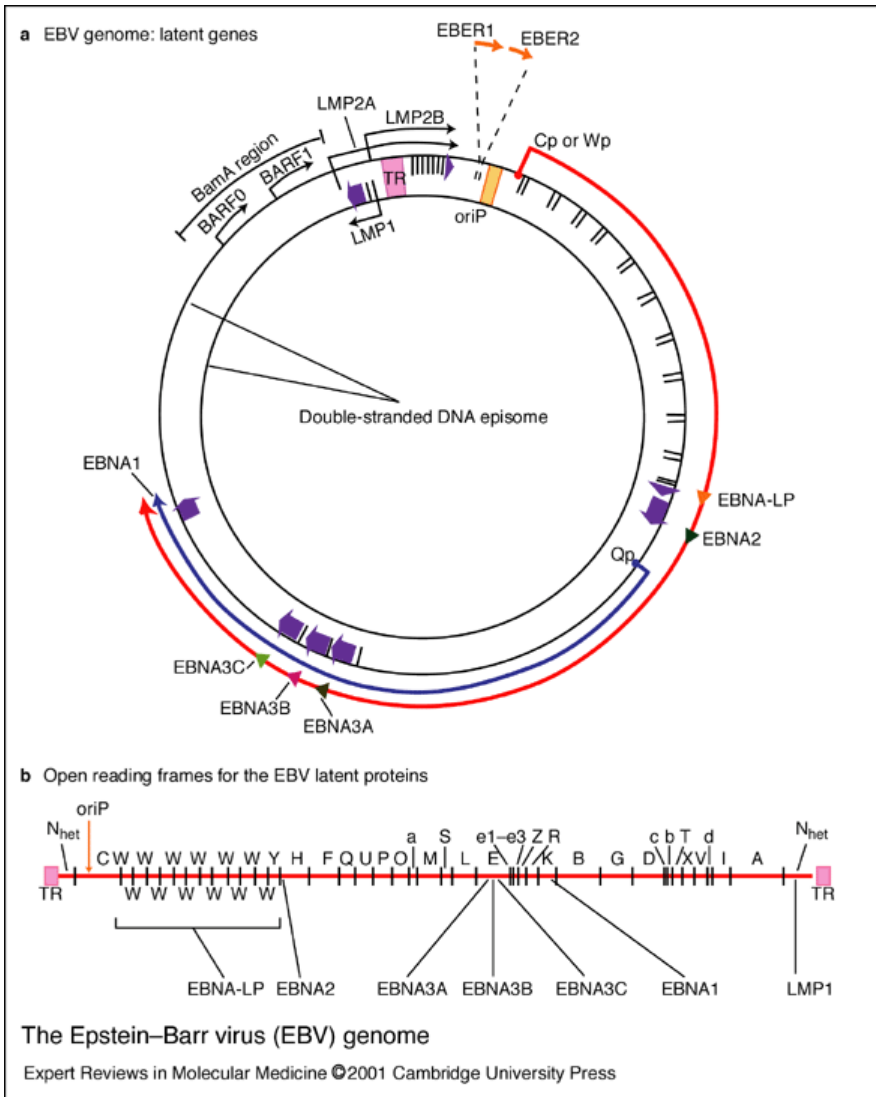 a EBV genome: latent genes
EBER1
EBER2
LMP2A
LMP2B
Cp or Wp
BamA region
BARF1
BARF0
TR
oriP
LMP1
Double-stranded DNA episome
EBNA1
EBNA-LP
EBNA2
Qp
EBNA3C
EBNA3B
EBNA3A
b Open reading frames for the EBV latent proteins
oriP
Nhet
a S e1–e3 Z R c b T d
Nhet
C W W W W W W Y H F Q U P O M L E K B G D X V I A
TR
W W W W W W
TR
EBNA-LP EBNA2 EBNA3A EBNA3B EBNA3C EBNA1 LMP1
The Epstein–Barr virus (EBV) genome
Expert Reviews in Molecular Medicine ©2001 Cambridge University Press